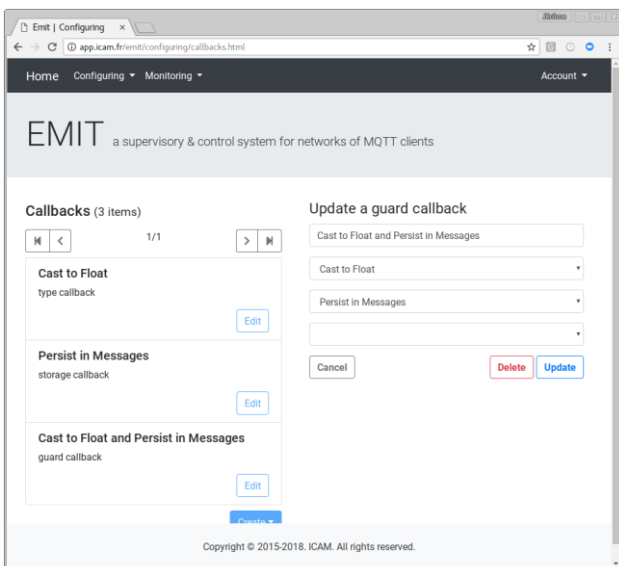 Emit | Configuring
app.icam.fr/emit/configuring/callbacks.html
Home Configuring Monitoring Account
EMIT a supervisory & control system for networks of MQTT clients
Callbacks (3 items)
1/1
Cast to Float
type callback
Edit
Persist in Messages
storage callback
Edit
Cast to Float and Persist in Messages
guard callback
Edit
Create
Update a guard callback
Cast to Float and Persist in Messages
Cast to Float
Persist in Messages
Cancel Delete Update
Copyright © 2015-2018. ICAM. All rights reserved.